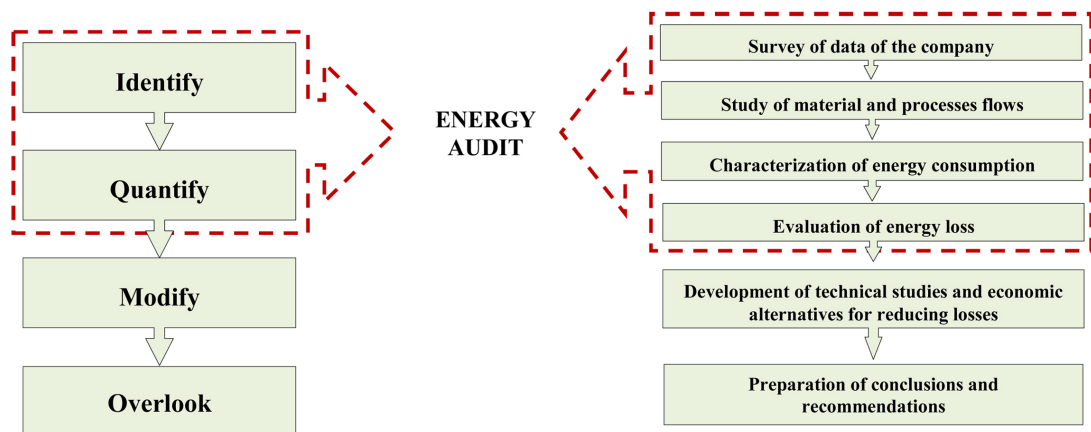 Identify
Quantify
Modify
Overlook
ENERGY
AUDIT
Survey of data of the company
Study of material and processes flows
Characterization of energy consumption
Evaluation of energy loss
Development of technical studies and economic
alternatives for reducing losses
Preparation of conclusions and
recommendations